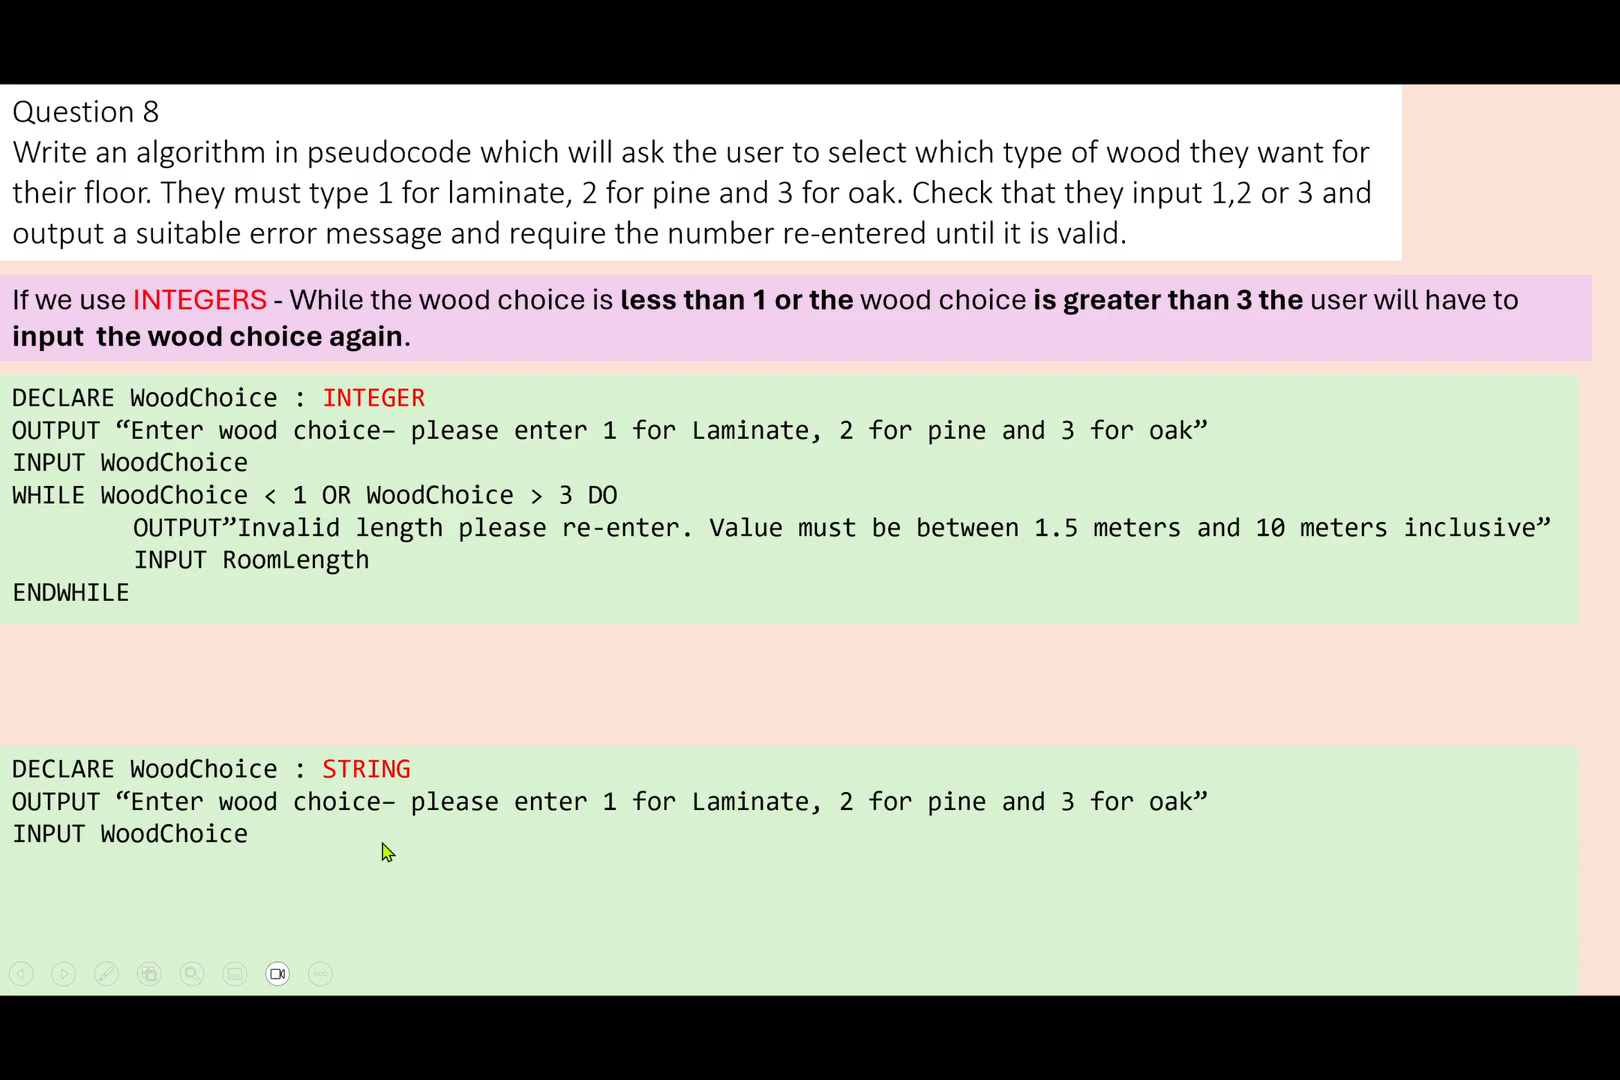 Question 8
Write an algorithm in pseudocode which will ask the user to select which type of wood they want for
their floor. They must type 1 for laminate, 2 for pine and 3 for oak. Check that they input 1,2 or 3 and
output a suitable error message and require the number re-entered until it is valid.
If we use INTEGERS - While the wood choice is less than 1 or the wood choice is greater than 3 the user will have to
input  the wood choice again.
DECLARE WoodChoice : INTEGER
OUTPUT “Enter wood choice– please enter 1 for Laminate, 2 for pine and 3 for oak”
INPUT WoodChoice
WHILE WoodChoice < 1 OR WoodChoice > 3 DO
OUTPUT”Invalid length please re-enter. Value must be between 1.5 meters and 10 meters inclusive”
INPUT RoomLength
ENDWHILE
DECLARE WoodChoice : STRING
OUTPUT “Enter wood choice– please enter 1 for Laminate, 2 for pine and 3 for oak”
INPUT WoodChoice